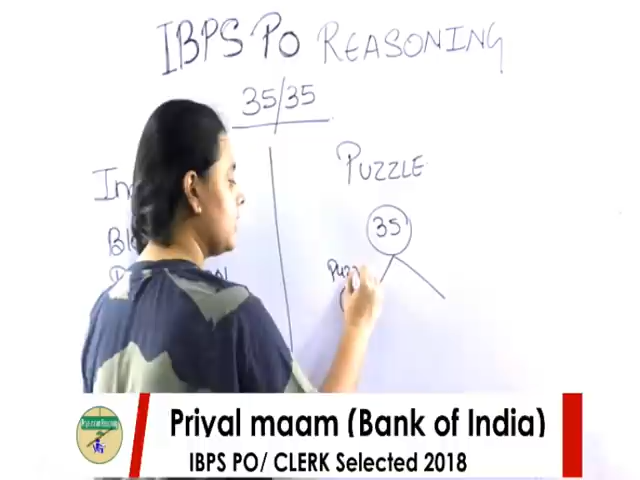 IBPS PO REASONING
35/35
PUZZLE
35'
Priyal maam (Bank of India)
IBPS PO/ CLERK Selected 2018